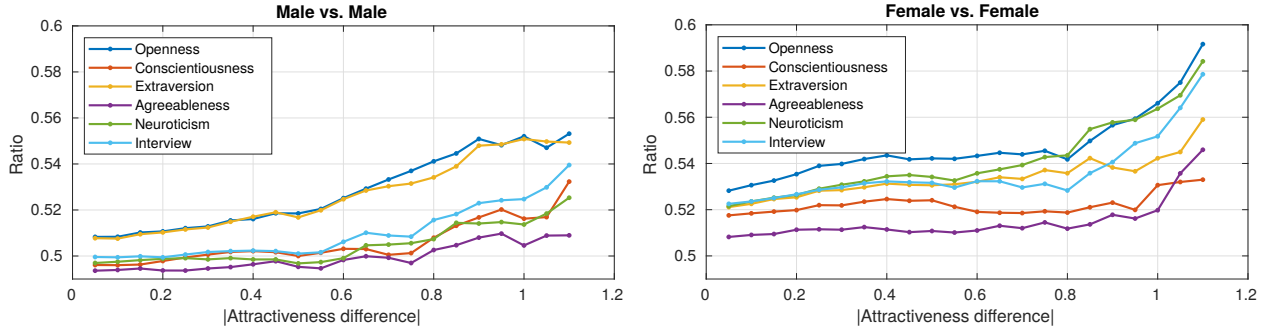 Male vs. Male
0.6
0.58
0.56
0.54
0.52
0.5
Ratio
Openness
Conscientiousness
Extraversion
Agreeableness
Neuroticism
Interview
0 0.2 0.4 0.6 0.8 1 1.2
|Attractiveness difference|
Female vs. Female
0.6
0.58
0.56
0.54
0.52
0.5
Ratio
Openness
Conscientiousness
Extraversion
Agreeableness
Neuroticism
Interview
0 0.2 0.4 0.6 0.8 1 1.2
|Attractiveness difference|